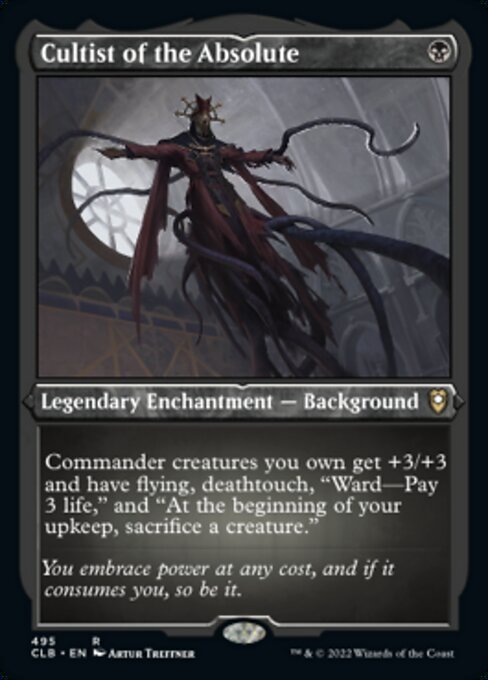 Cultist of the Absolute
Legendary Enchantment — Background
Commander creatures you own get +3/+3
and have flying, deathtouch, “Ward—Pay
3 life,” and “At the beginning of your
upkeep, sacrifice a creature.”
You embrace power at any cost, and if it
consumes you, so be it.
495 R
CLB • EN Artur Treffner
™ & © 2022 Wizards of the Coast